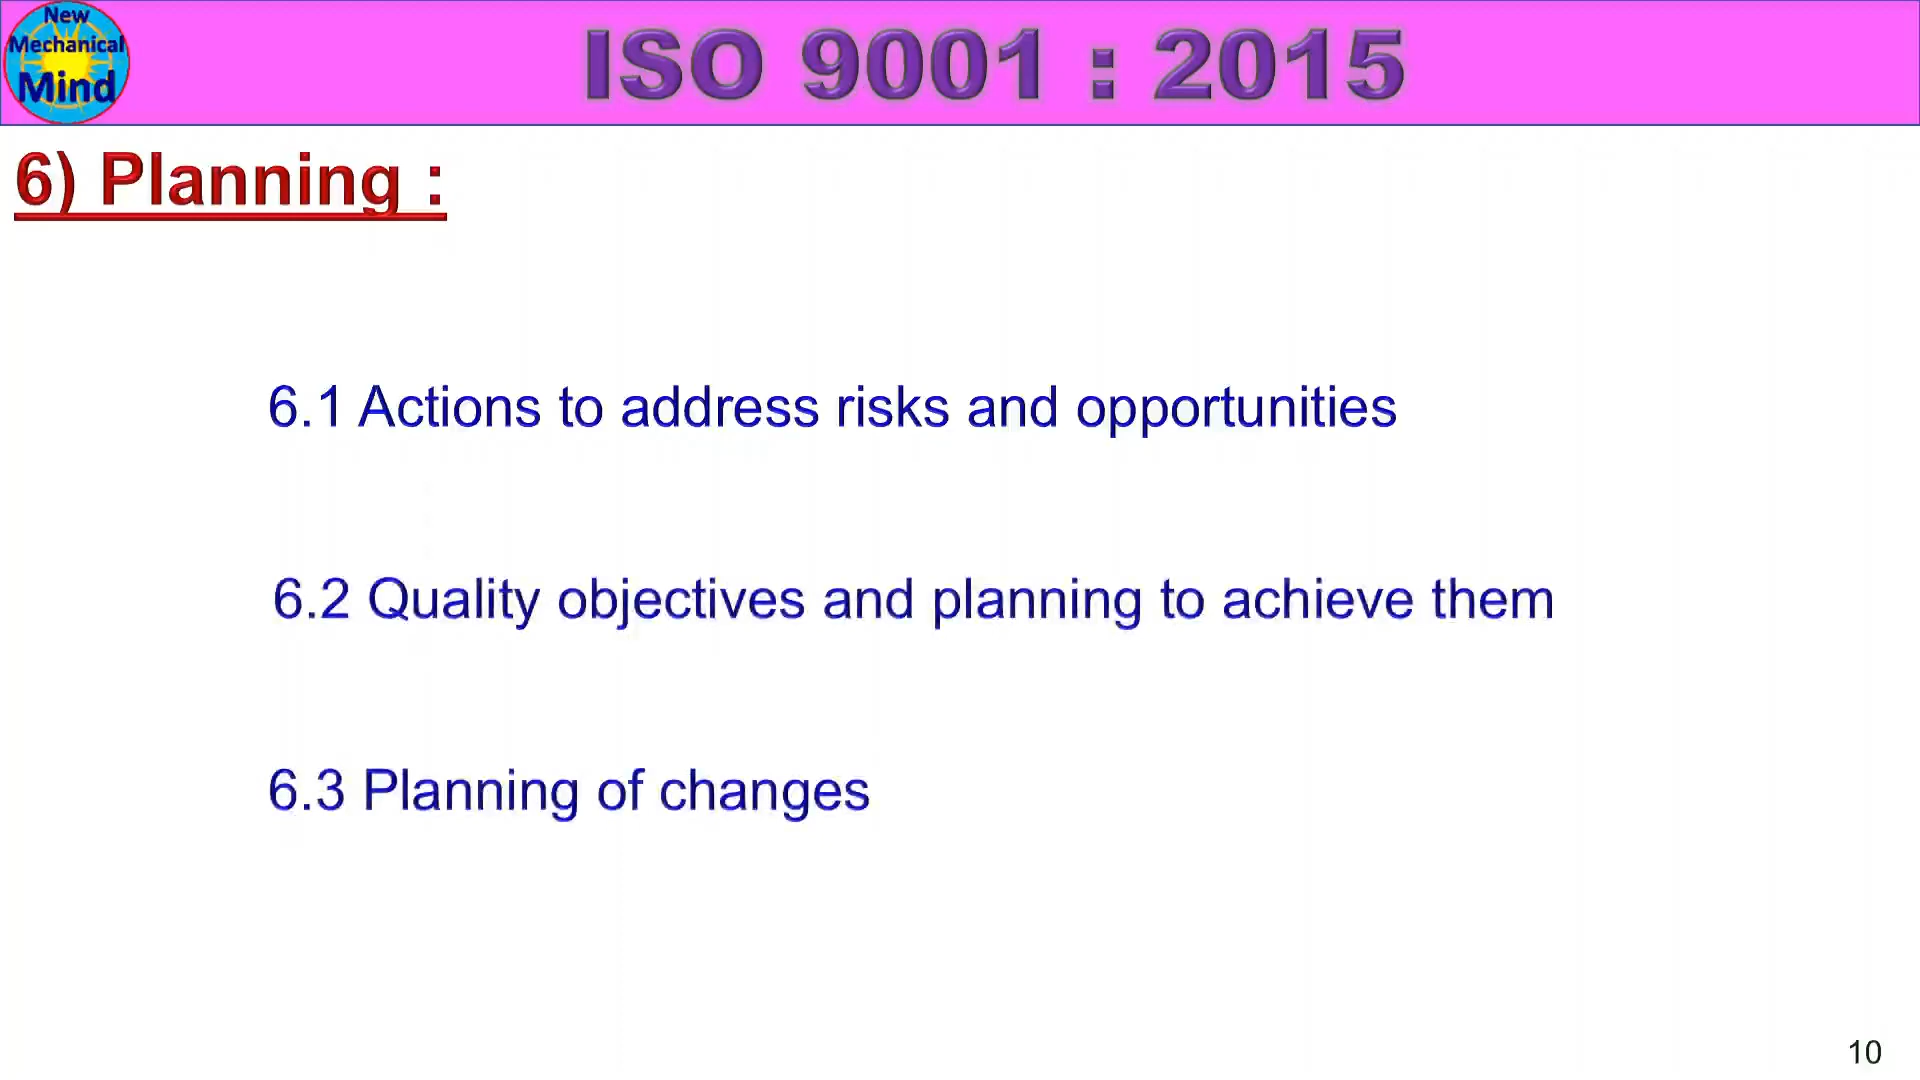 New
Mechanical
Mind
ISO 9001 : 2015
6) Planning :
6.1 Actions to address risks and opportunities
6.2 Quality objectives and planning to achieve them
6.3 Planning of changes
10